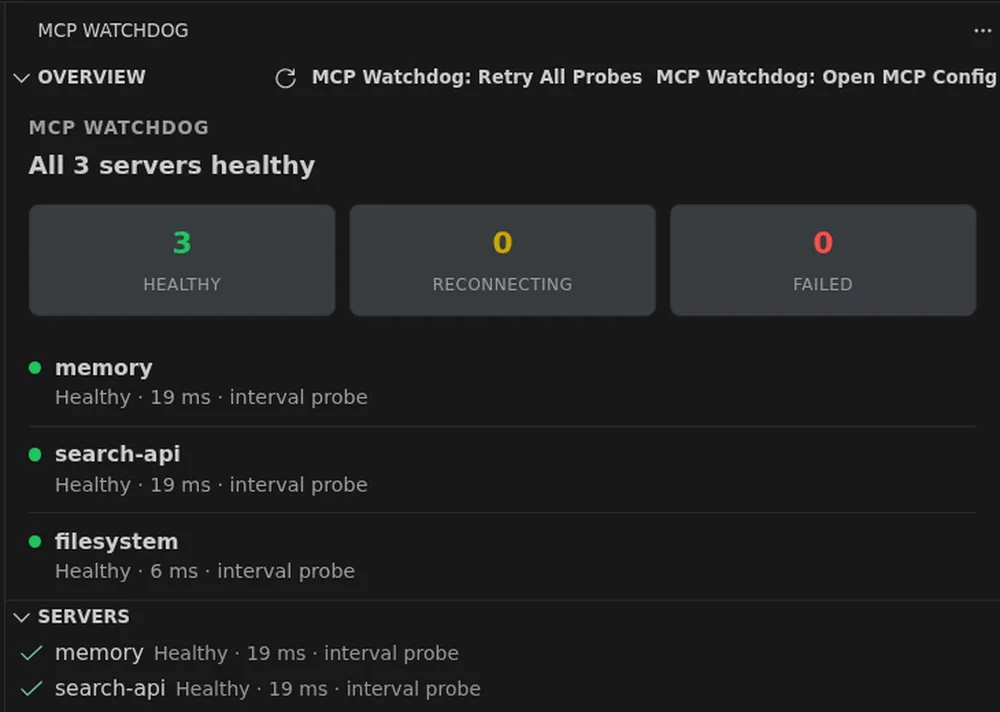 MCP WATCHDOG ···
OVERVIEW MCP Watchdog: Retry All Probes MCP Watchdog: Open MCP Config
MCP WATCHDOG
All 3 servers healthy
3 0 0
HEALTHY RECONNECTING FAILED
memory
Healthy · 19 ms · interval probe
search-api
Healthy · 19 ms · interval probe
filesystem
Healthy · 6 ms · interval probe
SERVERS
memory Healthy · 19 ms · interval probe
search-api Healthy · 19 ms · interval probe